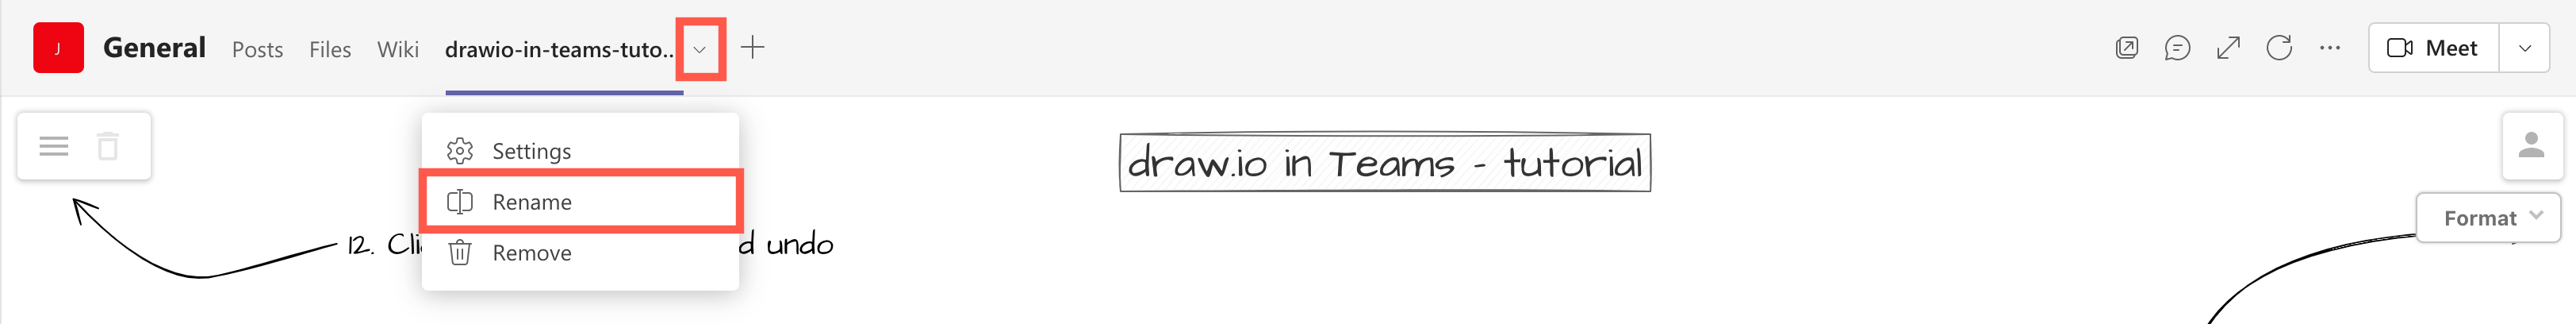 J General Posts Files Wiki drawio-in-teams-tuto.. Meet
Settings
draw.io in Teams - tutorial
Rename
Format
12. Cli d undo
Remove